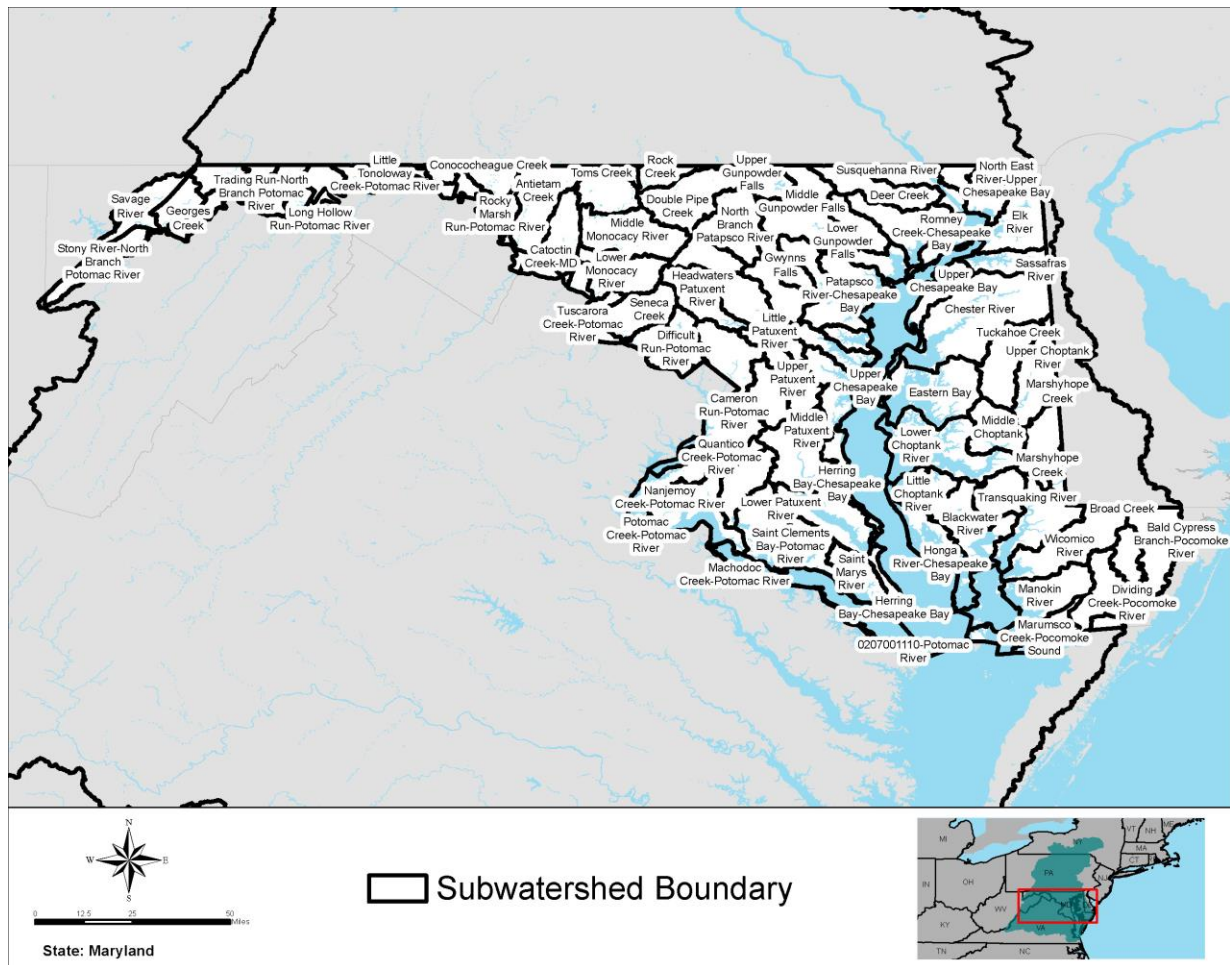 Little
Tonoloway
Creek-Potomac River
Conococheague Creek
Toms Creek
Rock
Creek
Upper
Gunpowder
Falls
Susquehanna River
North East
River-Upper
Chesapeake Bay
Savage
River
Georges
Creek
Trading Run-North
Branch Potomac
River
Long Hollow
Run-Potomac River
Rocky
Marsh
Run-Potomac River
Antietam
Creek
Double Pipe
Creek
Middle
Gunpowder Falls
Deer Creek
Romney
Creek-Chesapeake
Bay
Elk
River
Stony River-North
Branch
Potomac River
Catoctin
Creek-MD
Middle
Monocacy River
Lower
Monocacy
River
North
Branch
Patapsco River
Gwynns
Falls
Lower
Gunpowder
Falls
Upper
Chesapeake Bay
Sassafras
River
Headwaters
Patuxent
River
Patapsco
River-Chesapeake
Bay
Chester River
Tuscarora
Creek-Potomac
River
Seneca
Creek
Difficult
Run-Potomac
River
Little
Patuxent
River
Tuckahoe Creek
Upper Choptank
River
Upper
Patuxent
River
Upper
Chesapeake
Bay
Eastern Bay
Marshyhope
Creek
Cameron
Run-Potomac
River
Middle
Patuxent
River
Lower
Choptank
River
Middle
Choptank
Quantico
Creek-Potomac
River
Herring
Bay-Chesapeake
Bay
Marshyhope
Creek
Nanjemoy
Creek-Potomac River
Lower Patuxent
River
Little
Choptank
River
Transquaking River
Potomac
Creek-Potomac
River
Saint Clements
Bay-Potomac
River
Blackwater
River
Broad Creek
Wicomico
River
Bald Cypress
Branch-Pocomoke
River
Machodoc
Creek-Potomac River
Saint
Marys
River
Honga
River-Chesapeake
Bay
Manokin
River
Dividing
Creek-Pocomoke
River
Herring
Bay-Chesapeake Bay
Marumsco
Creek-Pocomoke
Sound
0207001110-Potomac
River
N
W E
S
0 12.5 25 50
Miles
State: Maryland
Subwatershed Boundary
MI
NY
VT
NH
ME
MA
CT
PA
NJ
IN
OH
WV
MD
KY
VA
TN
NC